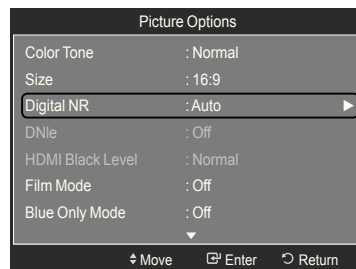 Picture Options
Color Tone : Normal
Size : 16:9
Digital NR : Auto
DNIe : Off
HDMI Black Level : Normal
Film Mode : Off
Blue Only Mode : Off
Move Enter Return